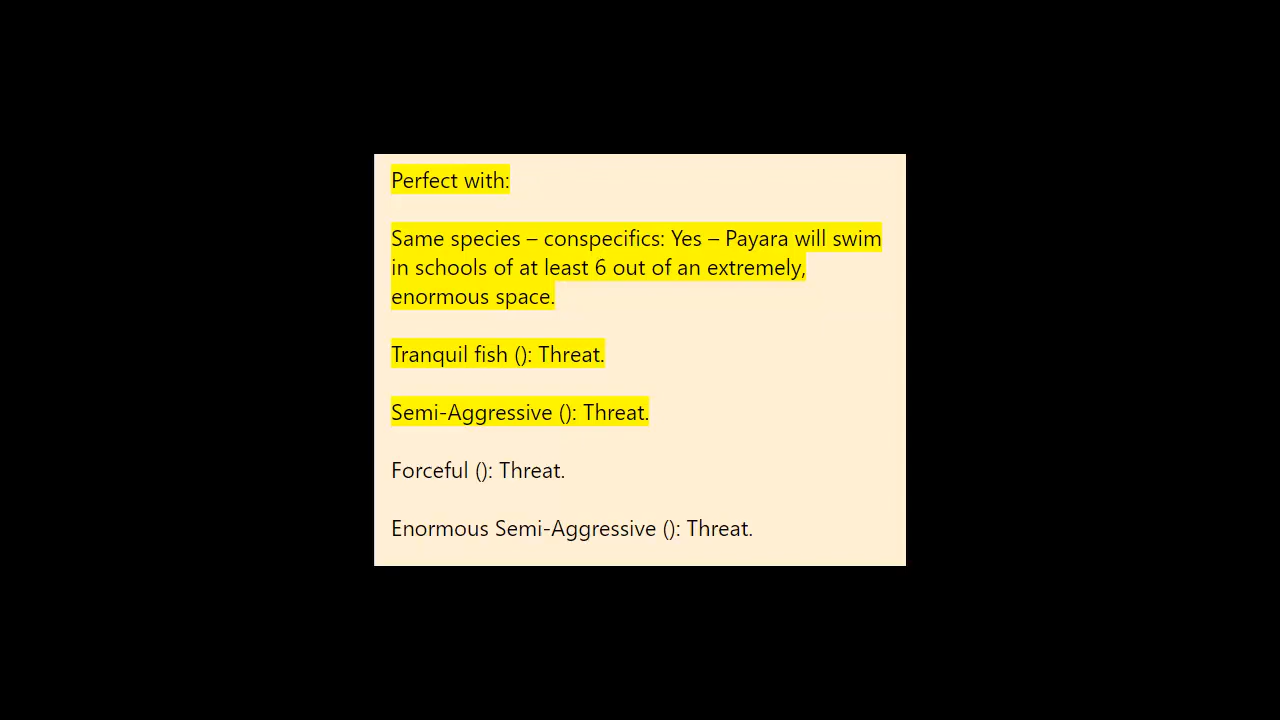 Perfect with:
Same species – conspecifics: Yes – Payara will swim
in schools of at least 6 out of an extremely,
enormous space.
Tranquil fish (): Threat.
Semi-Aggressive (): Threat.
Forceful (): Threat.
Enormous Semi-Aggressive (): Threat.